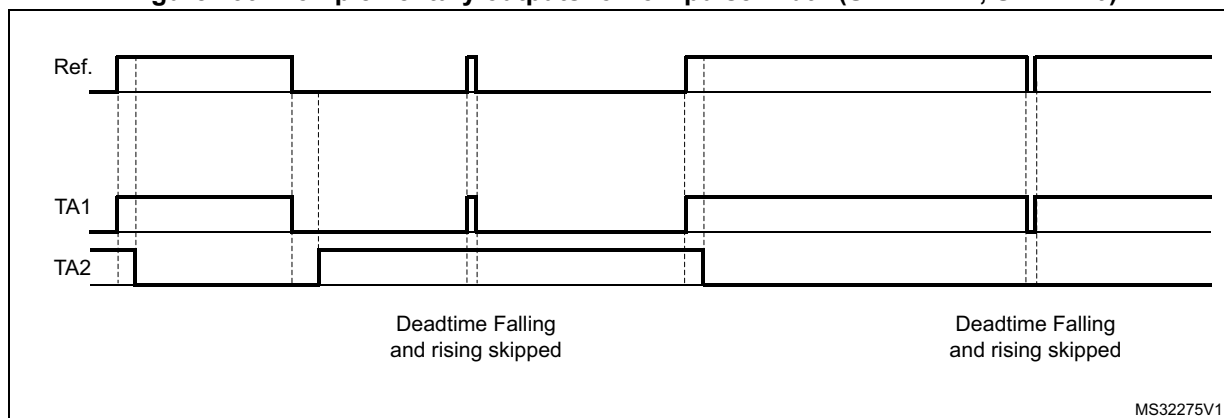 Ref.
TA1
TA2
Deadtime Falling
and rising skipped
Deadtime Falling
and rising skipped
MS32275V1